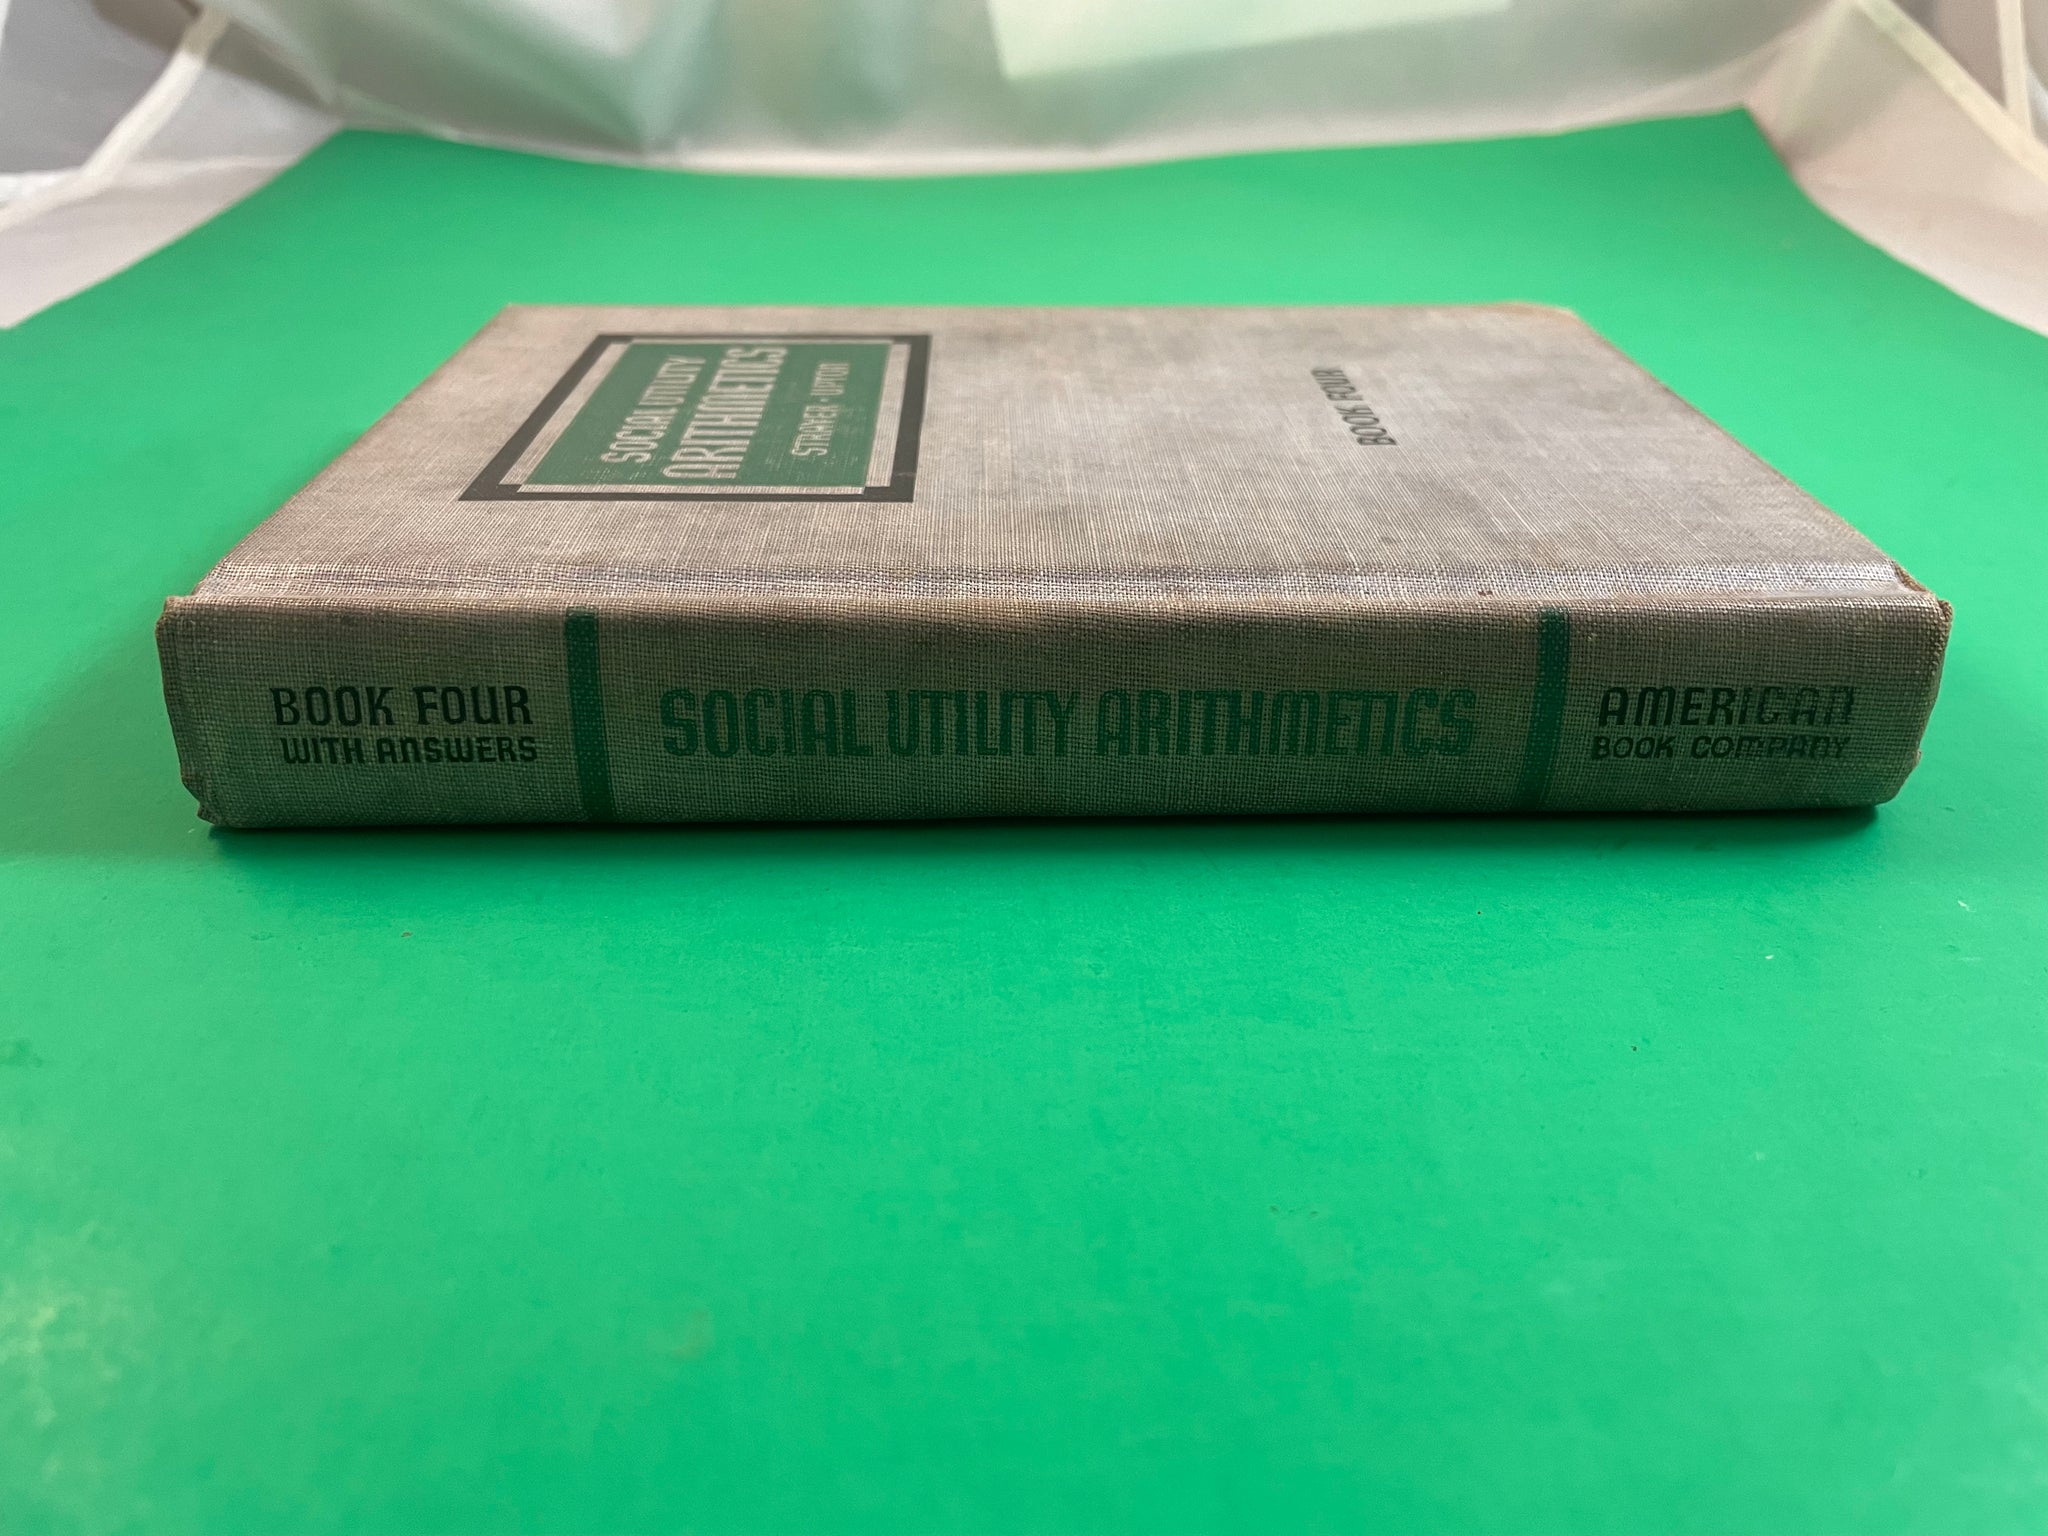 SOCIAL UTILITY
ARITHMETICS
STRAYER · UPTON
BOOK FOUR
BOOK FOUR
WITH ANSWERS
SOCIAL UTILITY ARITHMETICS
AMERICAN
BOOK COMPANY